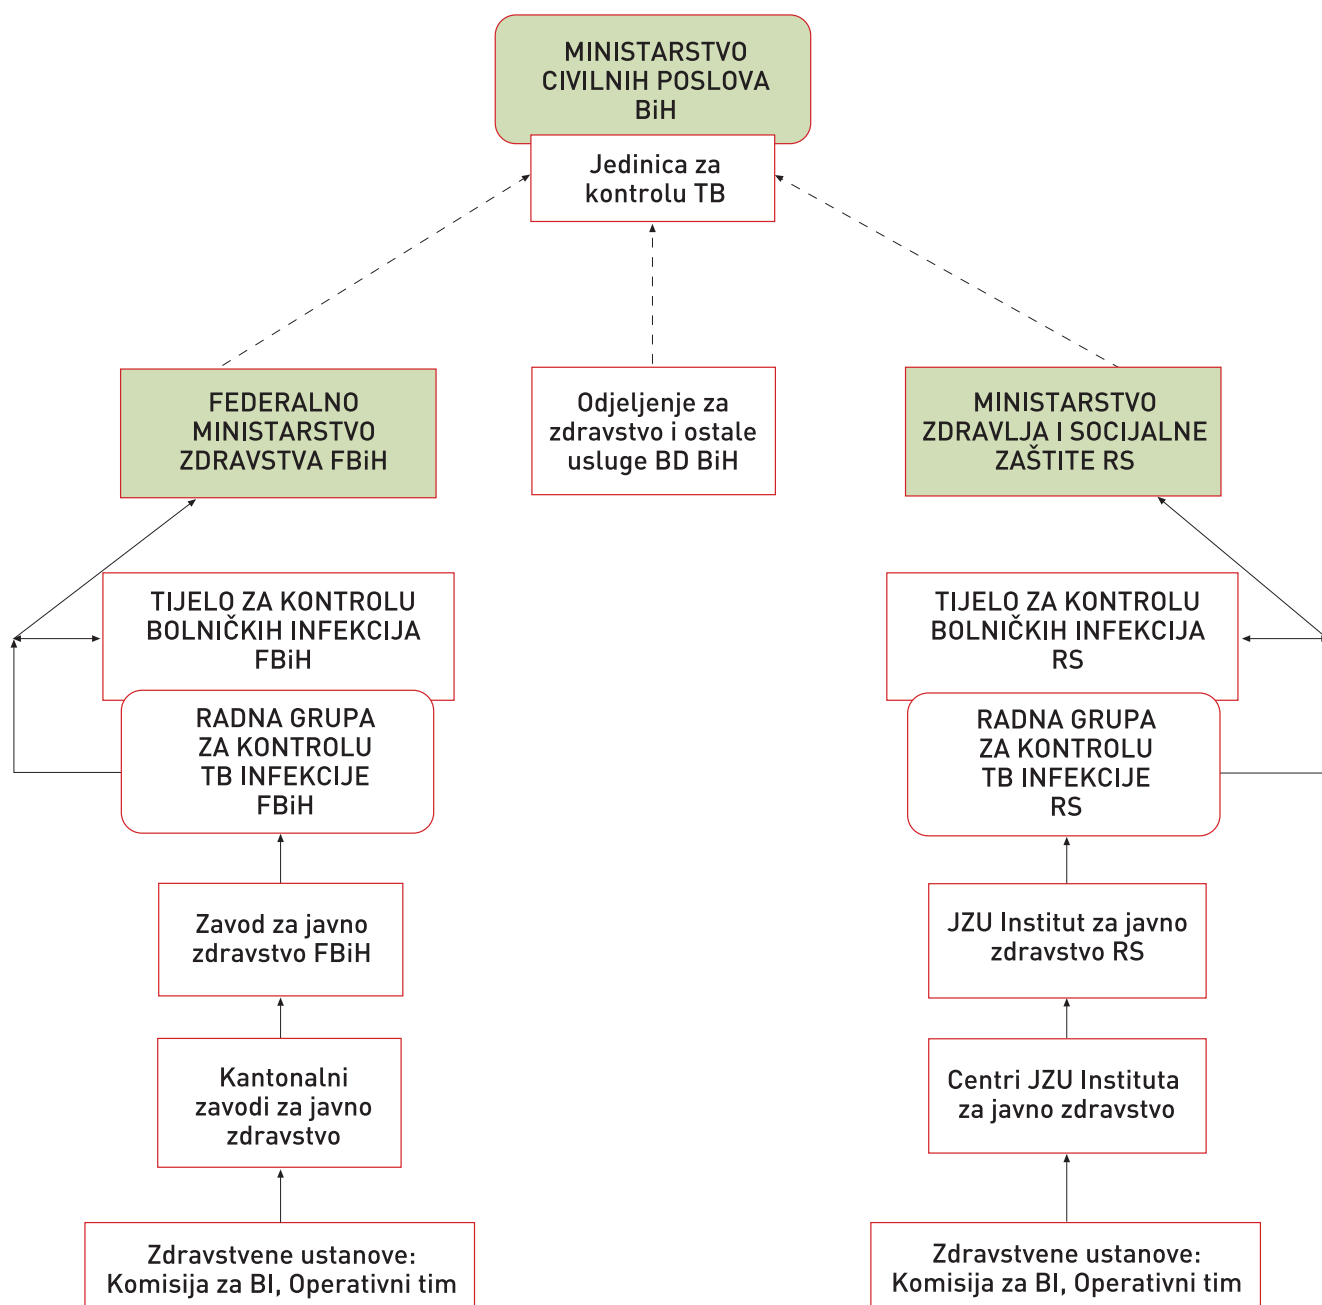 MINISTARSTVO
CIVILNIH POSLOVA
BiH
Jedinica za
kontrolu TB
FEDERALNO
MINISTARSTVO
ZDRAVSTVA FBiH
Odjeljenje za
zdravstvo i ostale
usluge BD BiH
MINISTARSTVO
ZDRAVLJA I SOCIJALNE
ZAŠTITE RS
TIJELO ZA KONTROLU
BOLNIČKIH INFEKCIJA
FBiH
RADNA GRUPA
ZA KONTROLU
TB INFEKCIJE
FBiH
Zavod za javno
zdravstvo FBiH
Kantonalni
zavodi za javno
zdravstvo
Zdravstvene ustanove:
Komisija za BI, Operativni tim
TIJELO ZA KONTROLU
BOLNIČKIH INFEKCIJA
RS
RADNA GRUPA
ZA KONTROLU
TB INFEKCIJE
RS
JZU Institut za javno
zdravstvo RS
Centri JZU Instituta
za javno zdravstvo
Zdravstvene ustanove:
Komisija za BI, Operativni tim